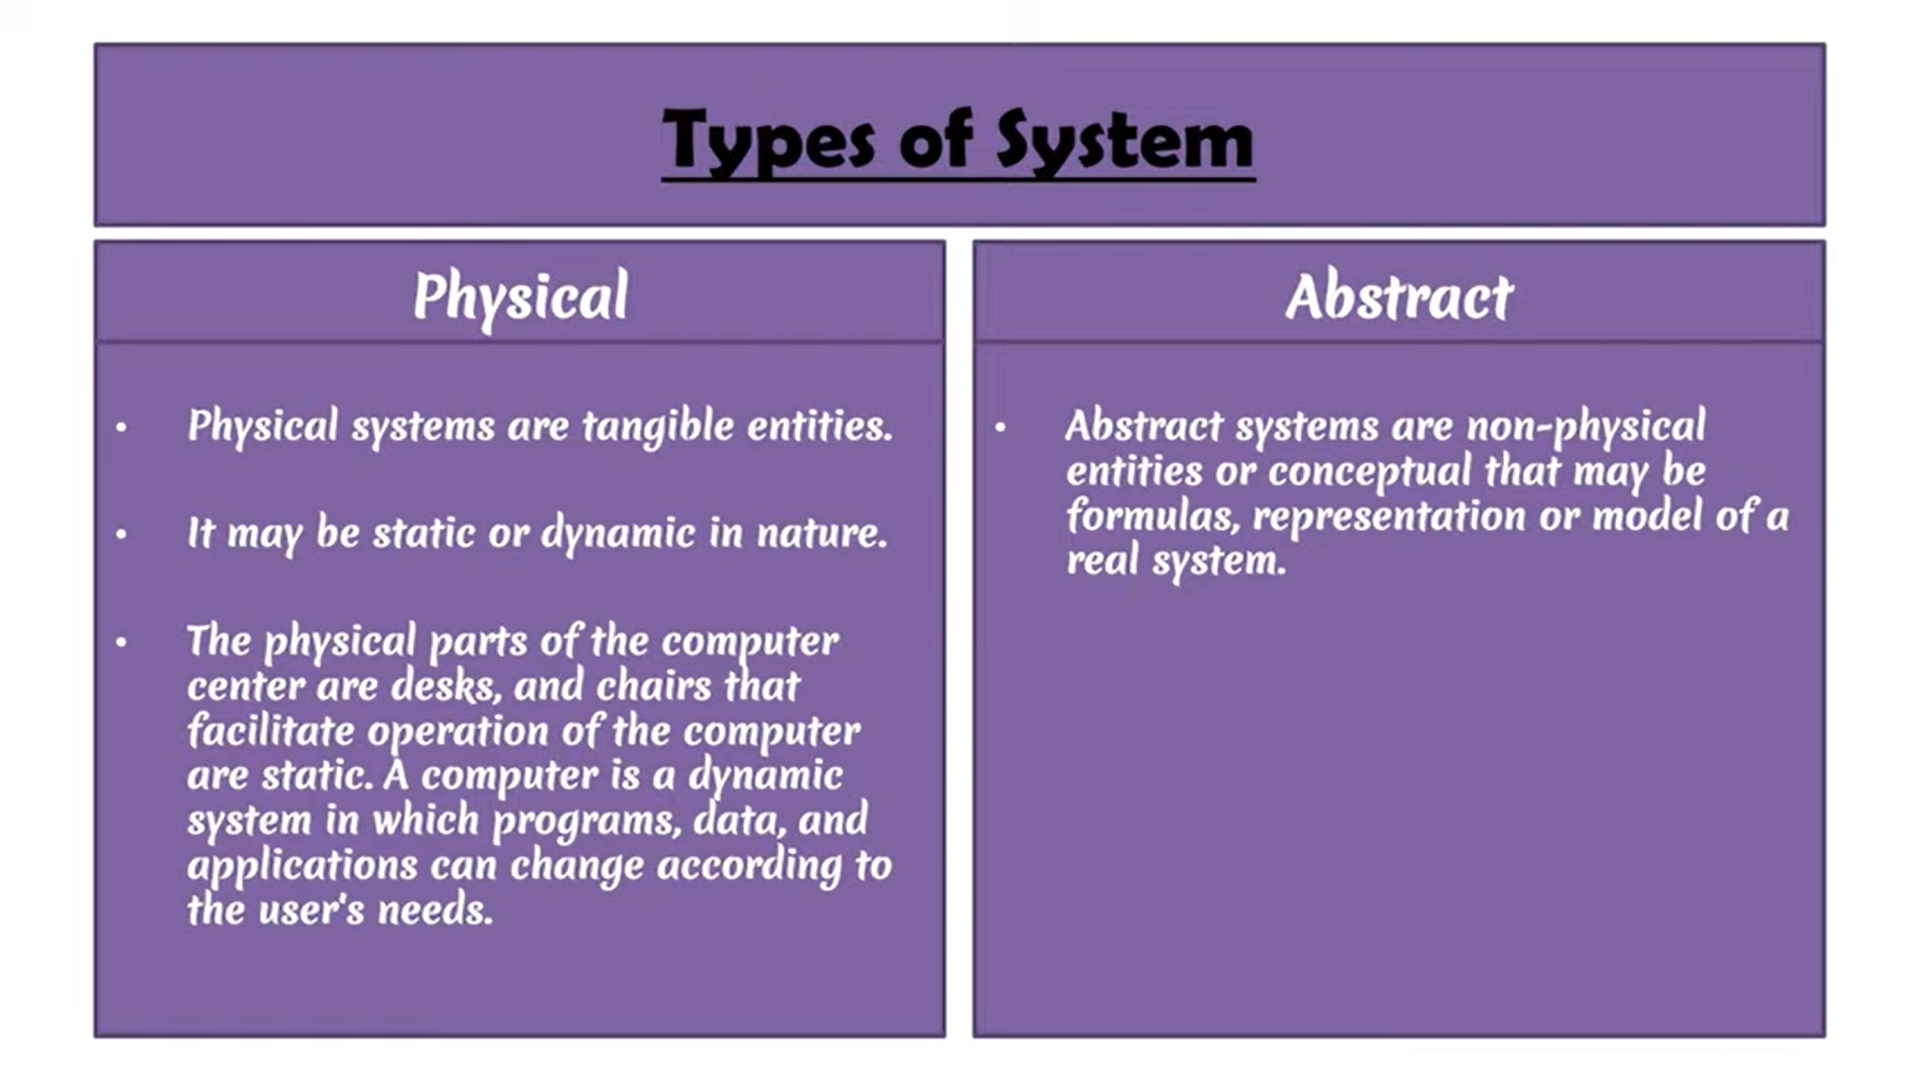 Types of System
Physical
• Physical systems are tangible entities.
• It may be static or dynamic in nature.
• The physical parts of the computer
center are desks, and chairs that
facilitate operation of the computer
are static. A computer is a dynamic
system in which programs, data, and
applications can change according to
the user's needs.
Abstract
• Abstract systems are non-physical
entities or conceptual that may be
formulas, representation or model of a
real system.